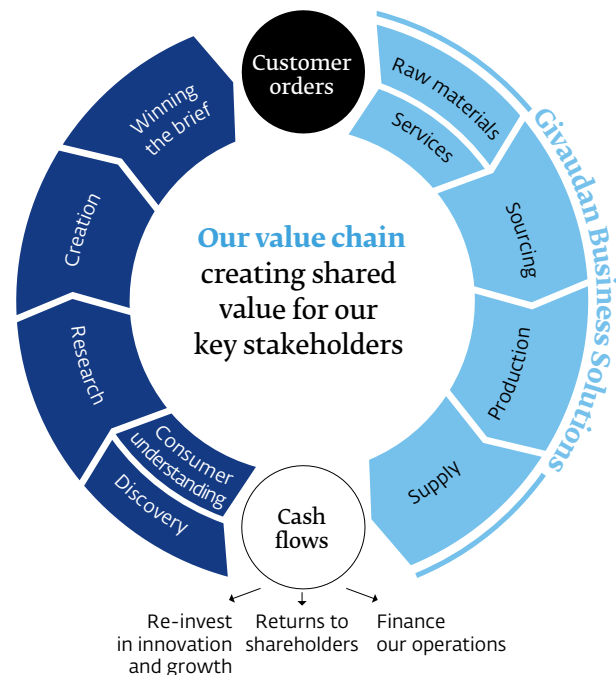 Customer
orders
Raw materials
Services
Sourcing
Production
Supply
Givaudan Business Solutions
Cash
flows
Re-invest
in innovation
and growth
Returns to
shareholders
Finance
our operations
Discovery
Consumer
understanding
Research
Creation
Winning
the brief
Our value chain
creating shared
value for our
key stakeholders